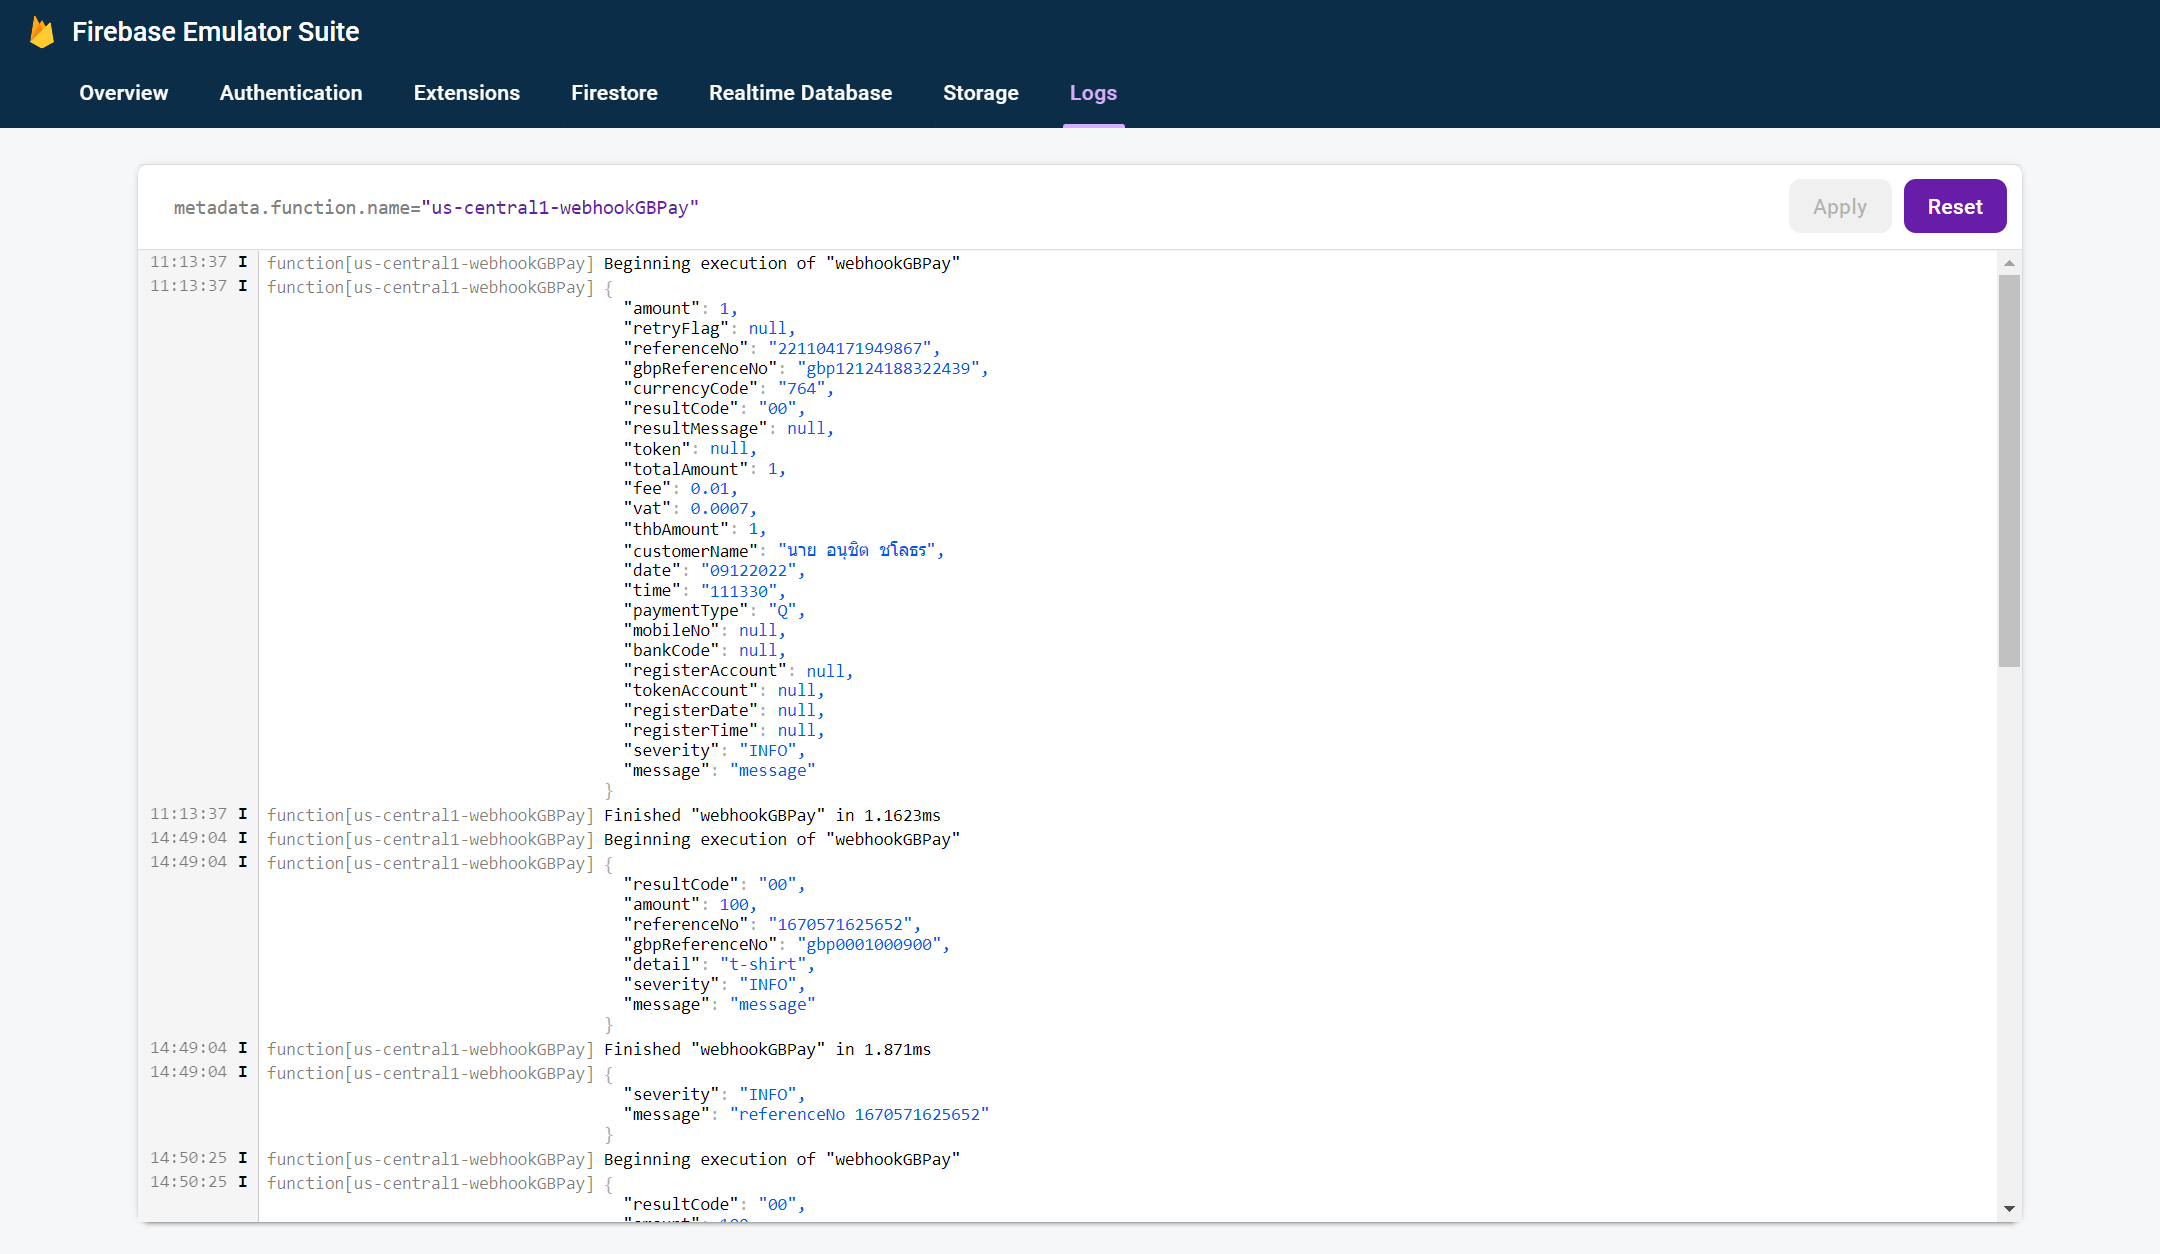 Firebase Emulator Suite
Overview Authentication Extensions Firestore Realtime Database Storage Logs
metadata.function.name="us-central1-webhookGBPay" Apply Reset
11:13:37 I function[us-central1-webhookGBPay] Beginning execution of "webhookGBPay"
11:13:37 I function[us-central1-webhookGBPay] {
"amount": 1,
"retryFlag": null,
"referenceNo": "221104171949867",
"gbpReferenceNo": "gbp12124188322439",
"currencyCode": "764",
"resultCode": "00",
"resultMessage": null,
"token": null,
"totalAmount": 1,
"fee": 0.01,
"vat": 0.0007,
"thbAmount": 1,
"customerName": "นาย อนุชิต ชโลธร",
"date": "09122022",
"time": "111330",
"paymentType": "Q",
"mobileNo": null,
"bankCode": null,
"registerAccount": null,
"tokenAccount": null,
"registerDate": null,
"registerTime": null,
"severity": "INFO",
"message": "message"
}
11:13:37 I function[us-central1-webhookGBPay] Finished "webhookGBPay" in 1.1623ms
14:49:04 I function[us-central1-webhookGBPay] Beginning execution of "webhookGBPay"
14:49:04 I function[us-central1-webhookGBPay] {
"resultCode": "00",
"amount": 100,
"referenceNo": "1670571625652",
"gbpReferenceNo": "gbp0001000900",
"detail": "t-shirt",
"severity": "INFO",
"message": "message"
}
14:49:04 I function[us-central1-webhookGBPay] Finished "webhookGBPay" in 1.871ms
14:49:04 I function[us-central1-webhookGBPay] {
"severity": "INFO",
"message": "referenceNo 1670571625652"
}
14:50:25 I function[us-central1-webhookGBPay] Beginning execution of "webhookGBPay"
14:50:25 I function[us-central1-webhookGBPay] {
"resultCode": "00",